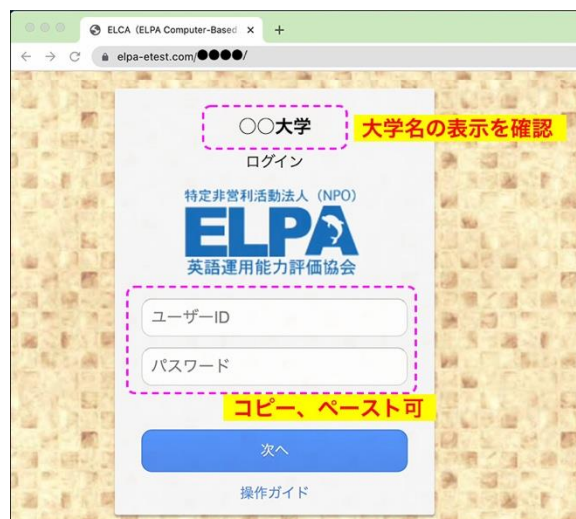 ELCA (ELPA Computer-Based
elpa-etest.com/●●●●/
○○大学
大学名の表示を確認
ログイン
特定非営利活動法人(NPO)
ELPA
英語運用能力評価協会
ユーザーID
パスワード
コピー、ペースト可
次へ
操作ガイド